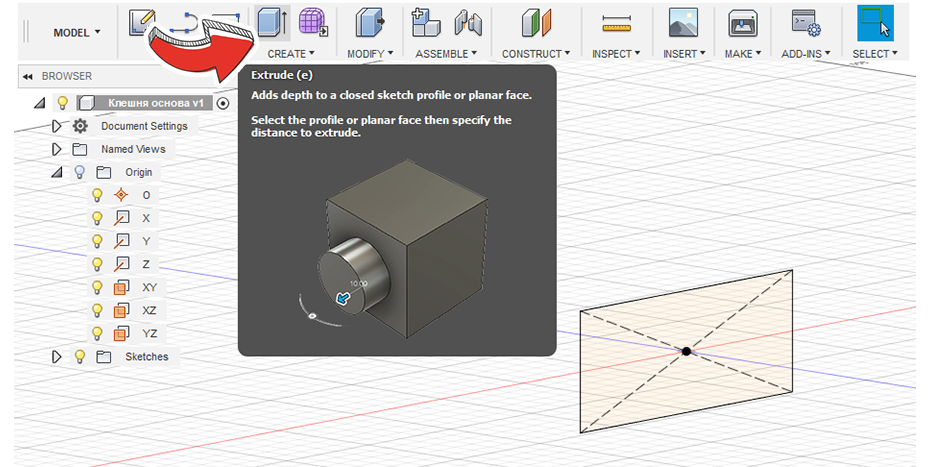 MODEL
CREATE
MODIFY
ASSEMBLE
CONSTRUCT
INSPECT
INSERT
MAKE
ADD-INS
SELECT
BROWSER
Клешня основа v1
Document Settings
Named Views
Origin
O
X
Y
Z
XY
XZ
YZ
Sketches
Extrude (e)
Adds depth to a closed sketch profile or planar face.
Select the profile or planar face then specify the
distance to extrude.
10.00